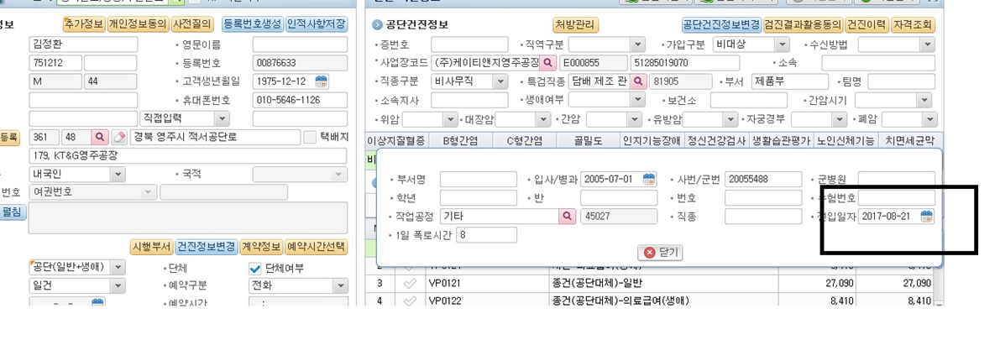 공단건진정보
추가정보 개인정보동의 사전질의 등록번호생성 인적사항저장
김정환 영문이름
751212 등록번호 00876633
M 44 고객생년월일 1975-12-12
휴대폰번호 010-5646-1126
직접입력
등록 361 48 경북 영주시 적서공단로 택배지
179, KT&G영주공장
내국인 국적
번호 여권번호
펼침
시행부서 건진정보변경 계약정보 예약시간선택
공단(일반+생애) 단체 단체여부
일건 예약구분 전화
- - 예약시간 :
처방관리 공단건진정보변경 검진결과활용동의 건진이력 자격조회
증번호 직역구분 가입구분 비대상 수신방법
사업장코드 (주)케이티앤지영주공장 E000855 51285019070 소속
직종구분 비사무직 특검직종 담배 제조 관 81905 부서 제품부 팀명
소속지사 생애여부 보건소 간암시기
위암 대장암 간암 유방암 자궁경부 폐암
이상지질혈증 B형간염 C형간염 골밀도 인지기능장애 정신건강검사 생활습관평가 노인신체기능 치면세균막
비
부서명 입사/병과 2005-07-01 사번/군번 20055488 군병원
학년 반 번호 수험번호
작업공정 기타 45027 직종 전입일자 2017-08-21
1일 폭로시간 8
닫기
3 VP0121 종건(공단대체)-일반 27,090 27,090
4 VP0122 종건(공단대체)-의료급여(생애) 8,410 8,410